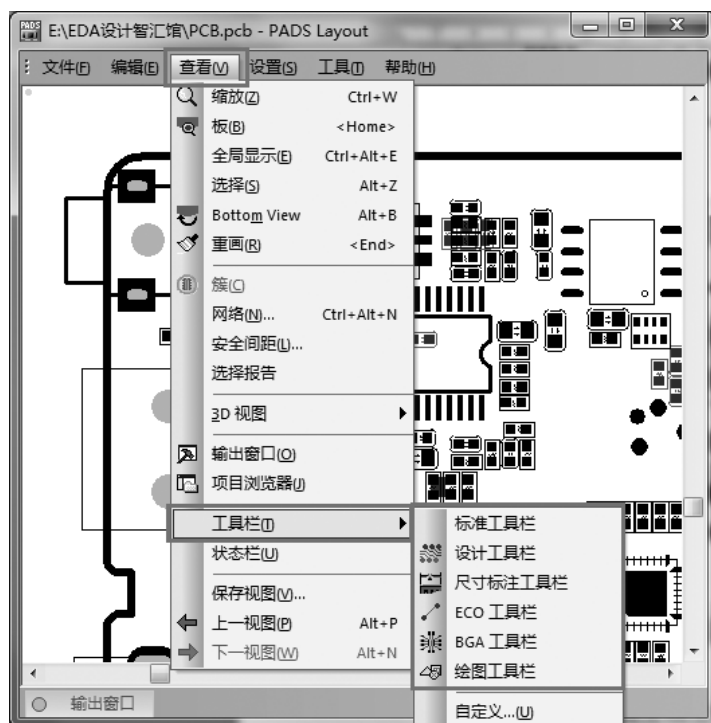 PADS E:\EDA设计智汇馆\PCB.pcb - PADS Layout
文件(F) 编辑(E) 查看(V) 设置(S) 工具(T) 帮助(H)
缩放(Z) Ctrl+W
板(B) <Home>
全局显示(E) Ctrl+Alt+E
选择(S) Alt+Z
Bottom View Alt+B
重画(R) <End>
簇(C)
网络(N)... Ctrl+Alt+N
安全间距(L)...
选择报告
3D 视图
输出窗口(O)
项目浏览器(J)
工具栏(T)
标准工具栏
状态栏(U)
设计工具栏
尺寸标注工具栏
保存视图(V)...
ECO 工具栏
上一视图(P) Alt+P
BGA 工具栏
下一视图(W) Alt+N
绘图工具栏
输出窗口
自定义...(U)